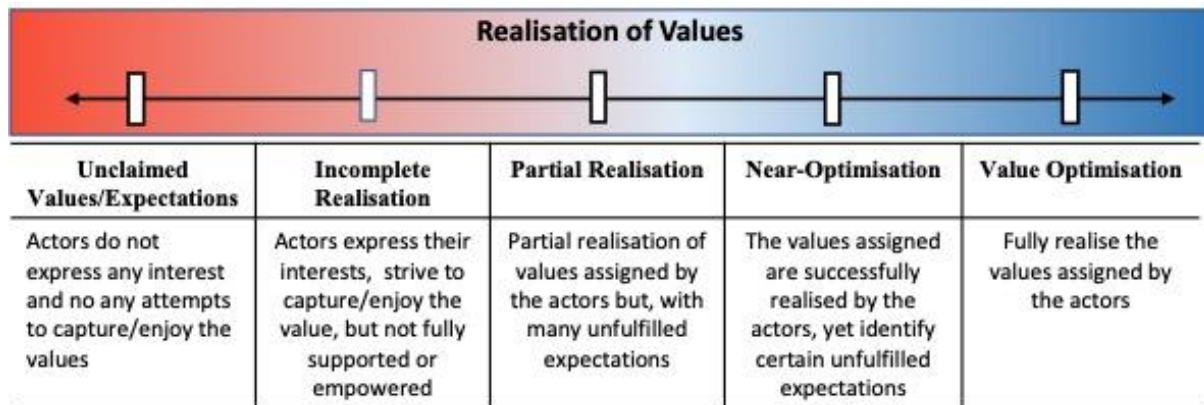 Realisation of Values
Unclaimed
Values/Expectations
Incomplete
Realisation
Partial Realisation
Near-Optimisation
Value Optimisation
Actors do not
express any interest
and no any attempts
to capture/enjoy the
values
Actors express their
interests, strive to
capture/enjoy the
value, but not fully
supported or
empowered
Partial realisation of
values assigned by
the actors but, with
many unfulfilled
expectations
The values assigned
are successfully
realised by the
actors, yet identify
certain unfulfilled
expectations
Fully realise the
values assigned by
the actors